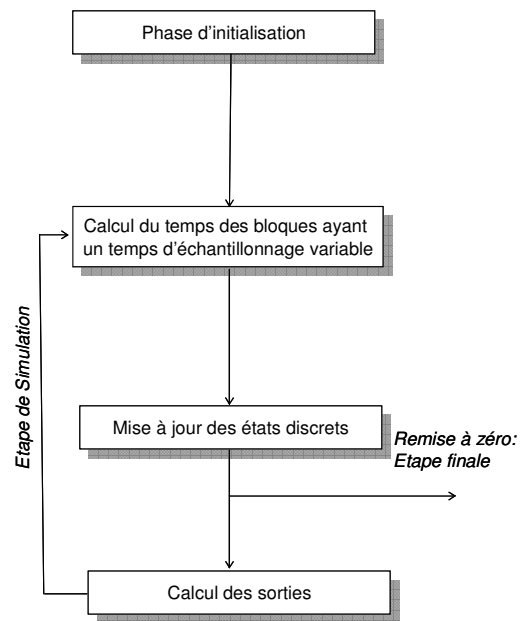 Phase d'initialisation
Calcul du temps des bloques ayant
un temps d'échantillonnage variable
Etape de Simulation
Mise à jour des états discrets
Remise à zéro:
Etape finale
Calcul des sorties